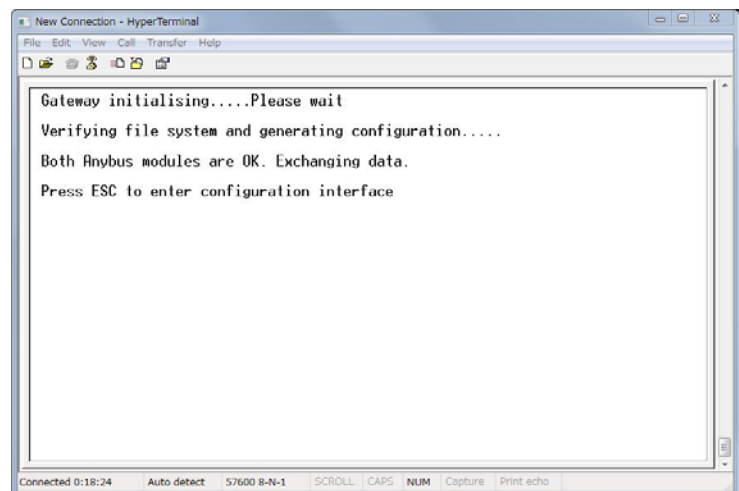 New Connection - HyperTerminal
File Edit View Call Transfer Help
Gateway initialising.....Please wait
Verifying file system and generating configuration.....
Both Anybus modules are OK. Exchanging data.
Press ESC to enter configuration interface
Connected 0:18:24 Auto detect 57600 8-N-1 SCROLL CAPS NUM Capture Print echo